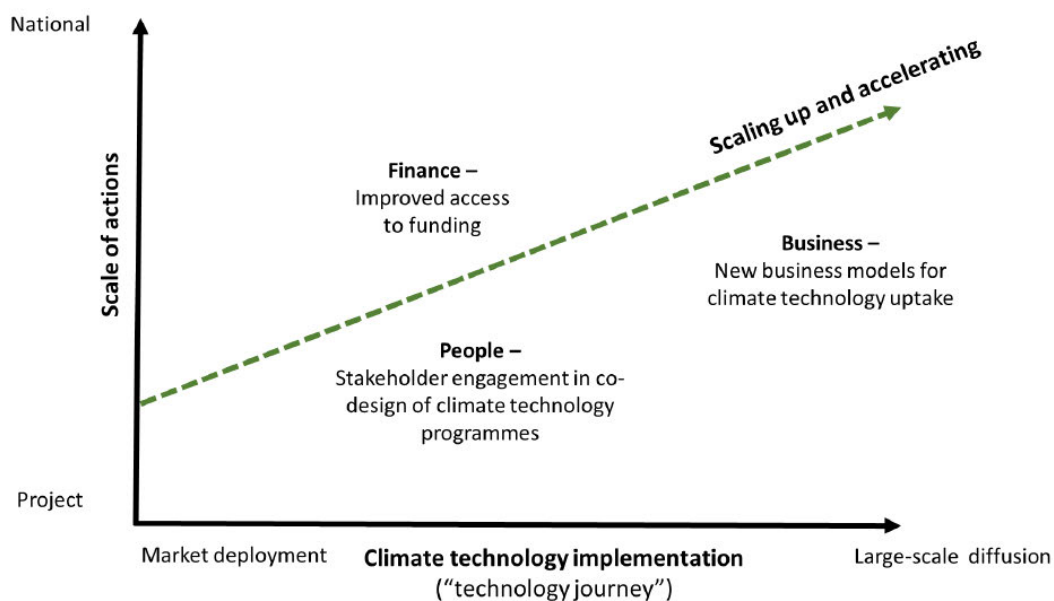 National
Scaling up and accelerating
Finance –
Improved access
to funding
Scale of actions
Business –
New business models for
climate technology uptake
People –
Stakeholder engagement in co-
design of climate technology
programmes
Project
Market deployment
Climate technology implementation
("technology journey")
Large-scale diffusion